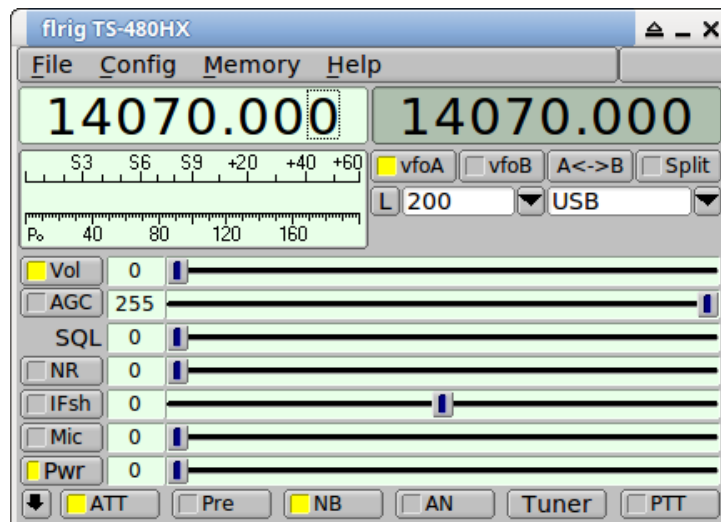 flrig TS-480HX
File Config Memory Help
14070.000 14070.000
S3 S6 S9 +20 +40 +60
vfoA vfoB A<->B Split
L 200 USB
Po 40 80 120 160
Vol 0
AGC 255
SQL 0
NR 0
IFsh 0
Mic 0
Pwr 0
ATT Pre NB AN Tuner PTT